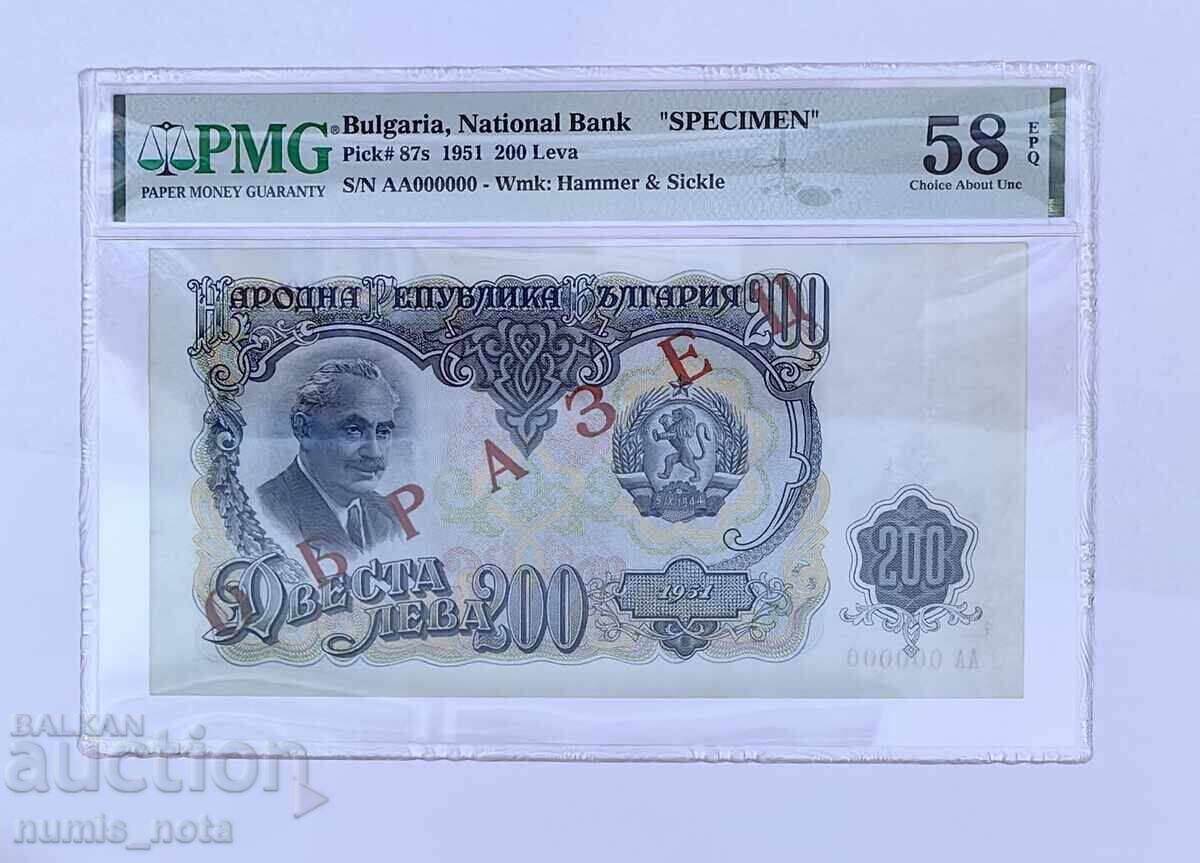 PMG®
PAPER MONEY GUARANTY
Bulgaria, National Bank "SPECIMEN"
Pick# 87s 1951 200 Leva
S/N AA000000 - Wmk: Hammer & Sickle
58 EPQ
Choice About Unc
НАРОДНА РЕПУБЛИКА БЪЛГАРИЯ 200
ОБРАЗЕЦ
9.IX.1944
200
ДВЕСТА
ЛЕВА 200
1951
AA 000000
BALKAN
auction
numis_nota